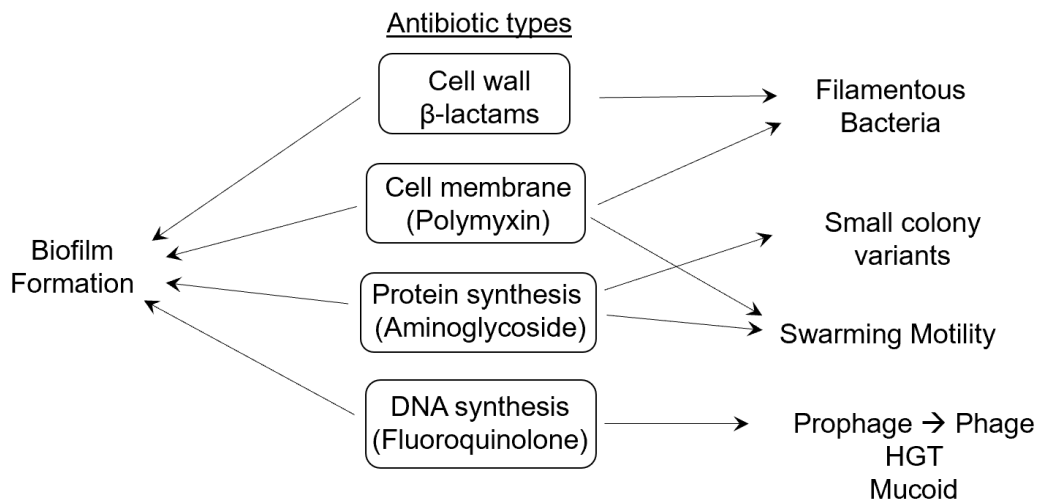 Antibiotic types
Cell wall
β-lactams
Cell membrane
(Polymyxin)
Protein synthesis
(Aminoglycoside)
DNA synthesis
(Fluoroquinolone)
Biofilm
Formation
Filamentous
Bacteria
Small colony
variants
Swarming Motility
Prophage → Phage
HGT
Mucoid